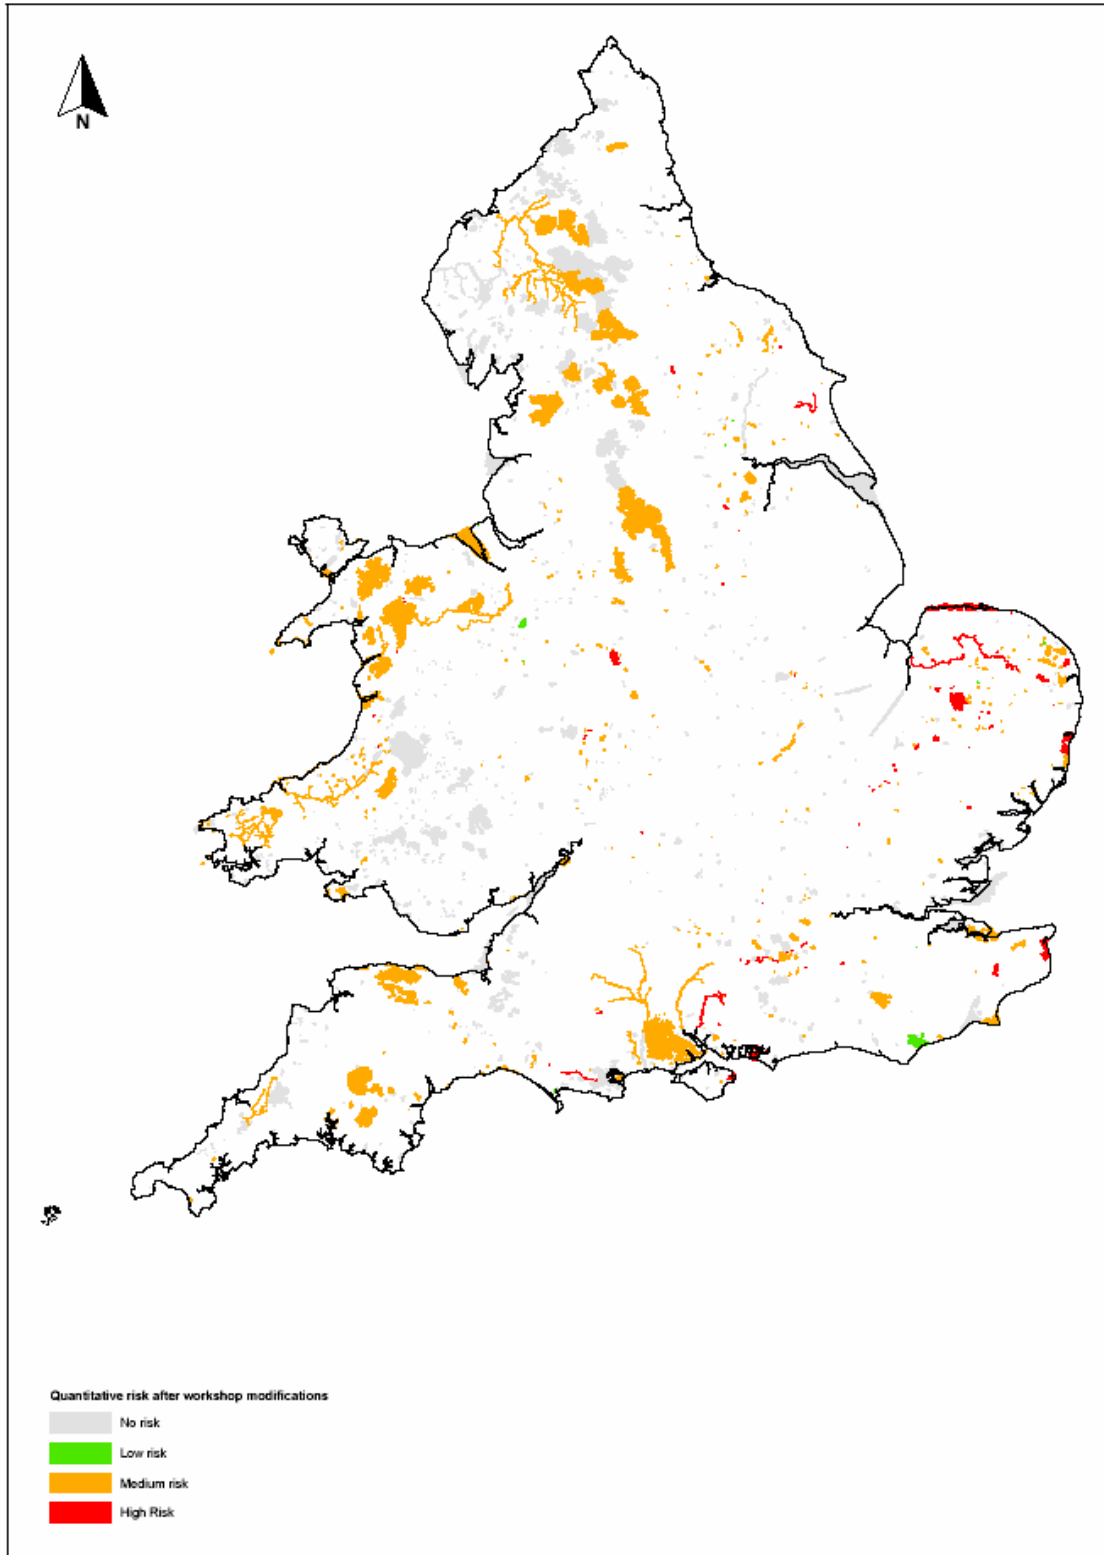 N
Quantitative risk after workshop modifications
No risk
Low risk
Medium risk
High Risk